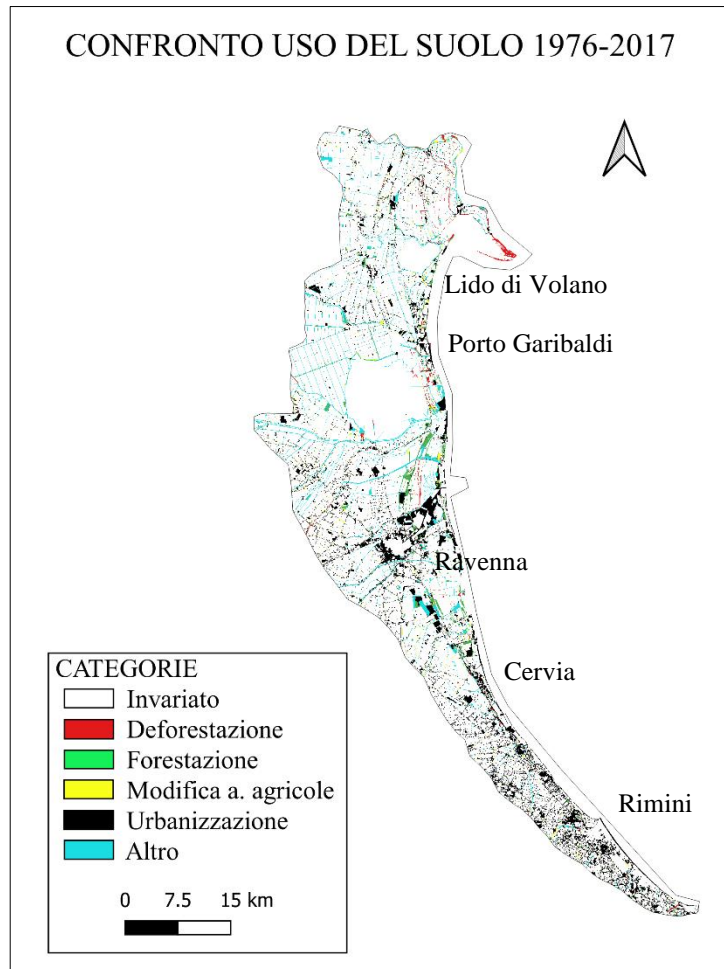 CONFRONTO USO DEL SUOLO 1976-2017
Lido di Volano
Porto Garibaldi
Ravenna
Cervia
Rimini
CATEGORIE
Invariato
Deforestazione
Forestazione
Modifica a. agricole
Urbanizzazione
Altro
0 7.5 15 km